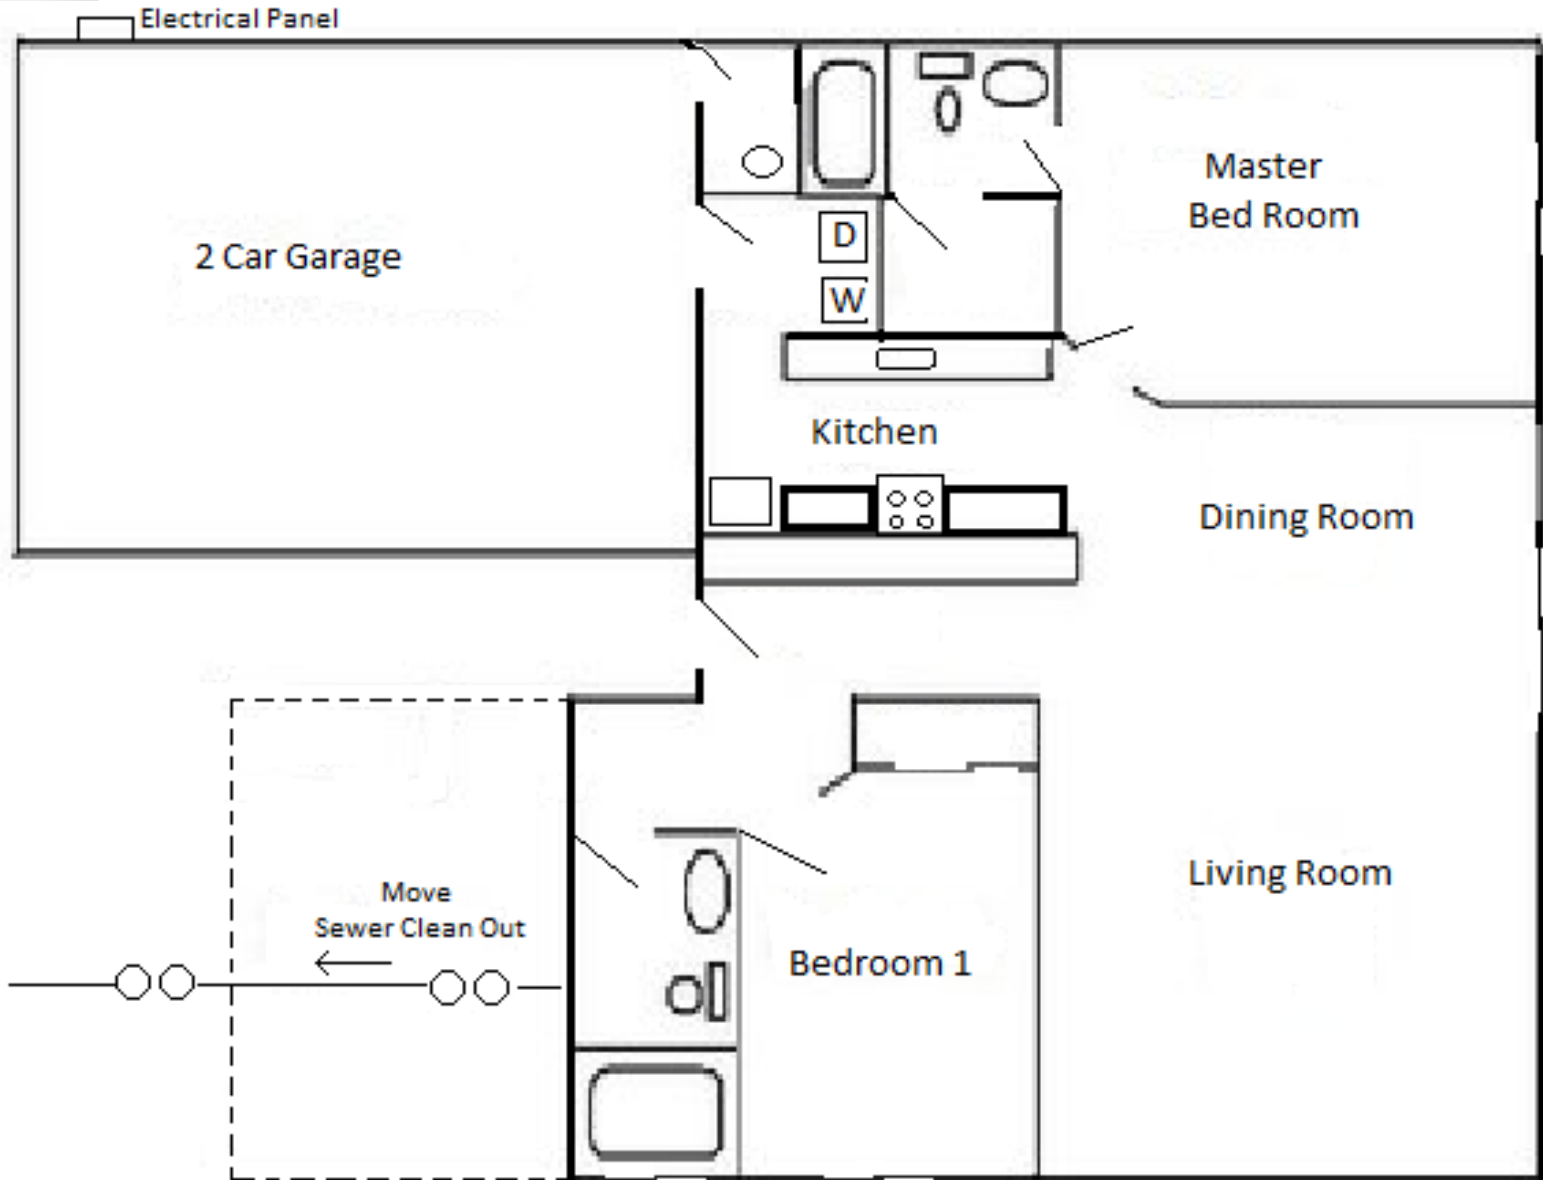 Electrical Panel
Master
Bed Room
2 Car Garage
D
W
Kitchen
Dining Room
Living Room
Move
Sewer Clean Out
Bedroom 1